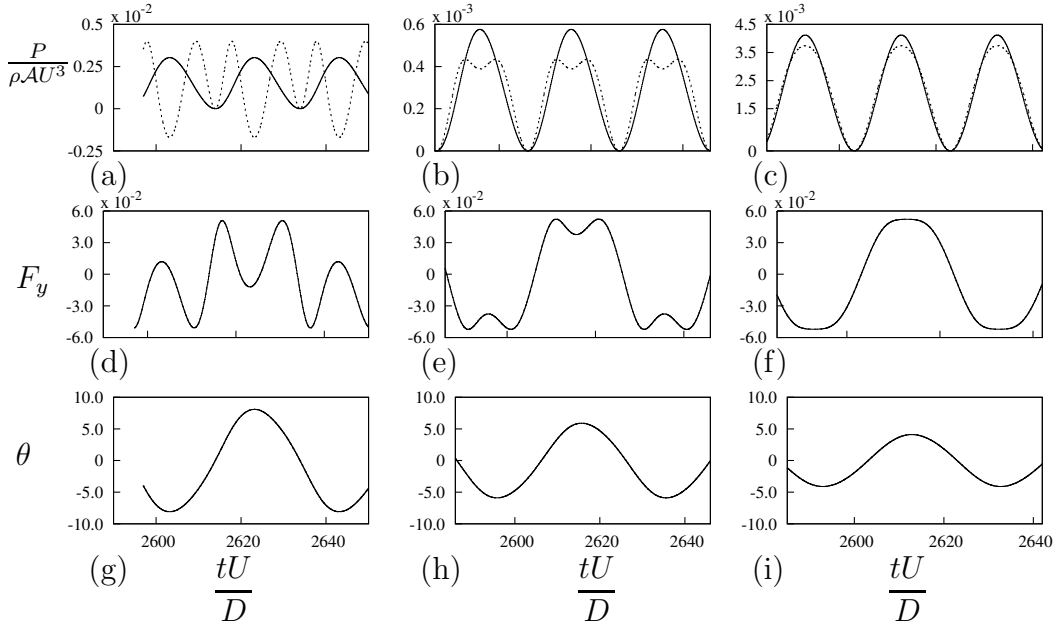 x 10⁻² x 10⁻³ x 10⁻³
P/(ρAU³)
0.5 0.25 0 -0.25
0.6 0.4 0.2 0
4.5 3.5 2.5 1.5 0
(a) (b) (c)
x 10⁻² x 10⁻² x 10⁻²
F_y
6.0 3.0 0 -3.0 -6.0
6.0 3.0 0 -3.0 -6.0
6.0 3.0 0 -3.0 -6.0
(d) (e) (f)
θ
10.0 5.0 0 -5.0 -10.0
10.0 5.0 0 -5.0 -10.0
10.0 5.0 0 -5.0 -10.0
2600 2620 2640 2600 2620 2640 2600 2620 2640
(g) tU/D (h) tU/D (i) tU/D